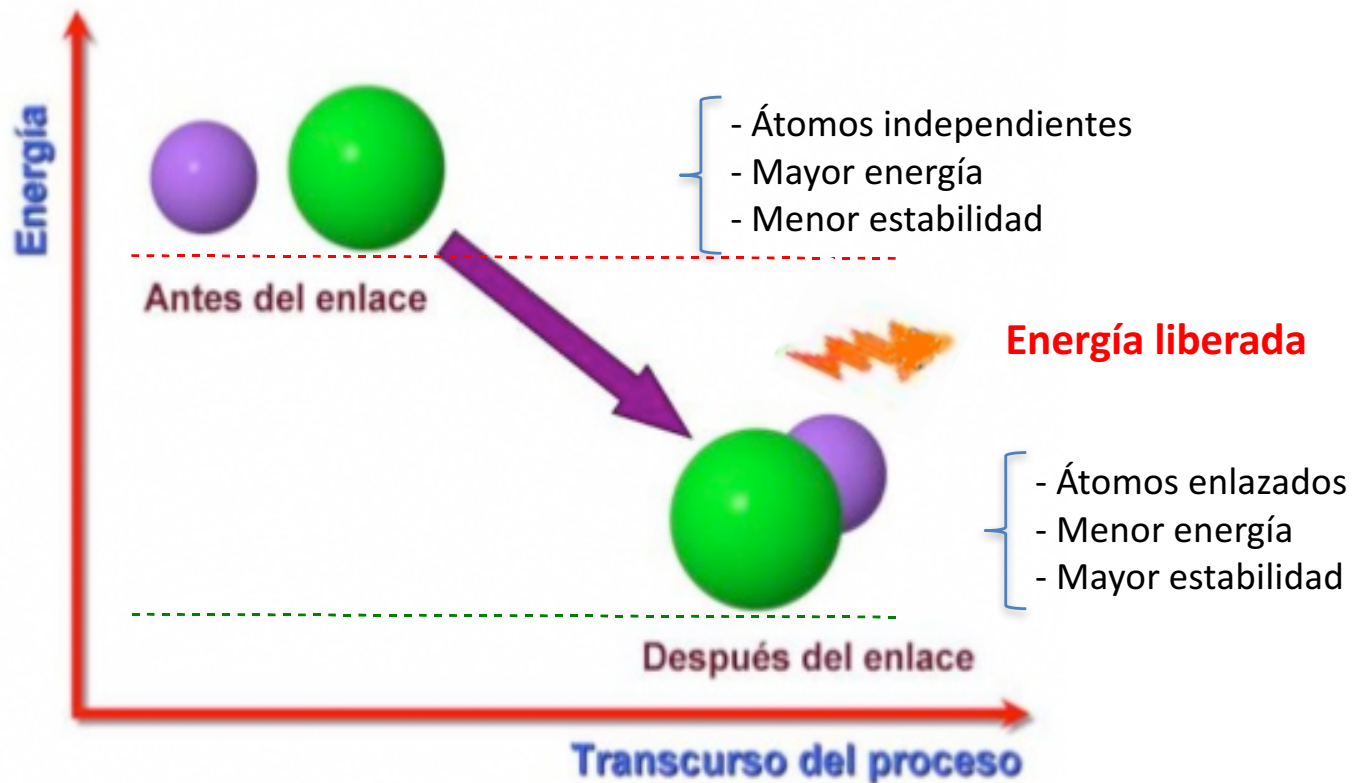 Energía
- Átomos independientes
- Mayor energía
- Menor estabilidad
Antes del enlace
Energía liberada
- Átomos enlazados
- Menor energía
- Mayor estabilidad
Después del enlace
Transcurso del proceso